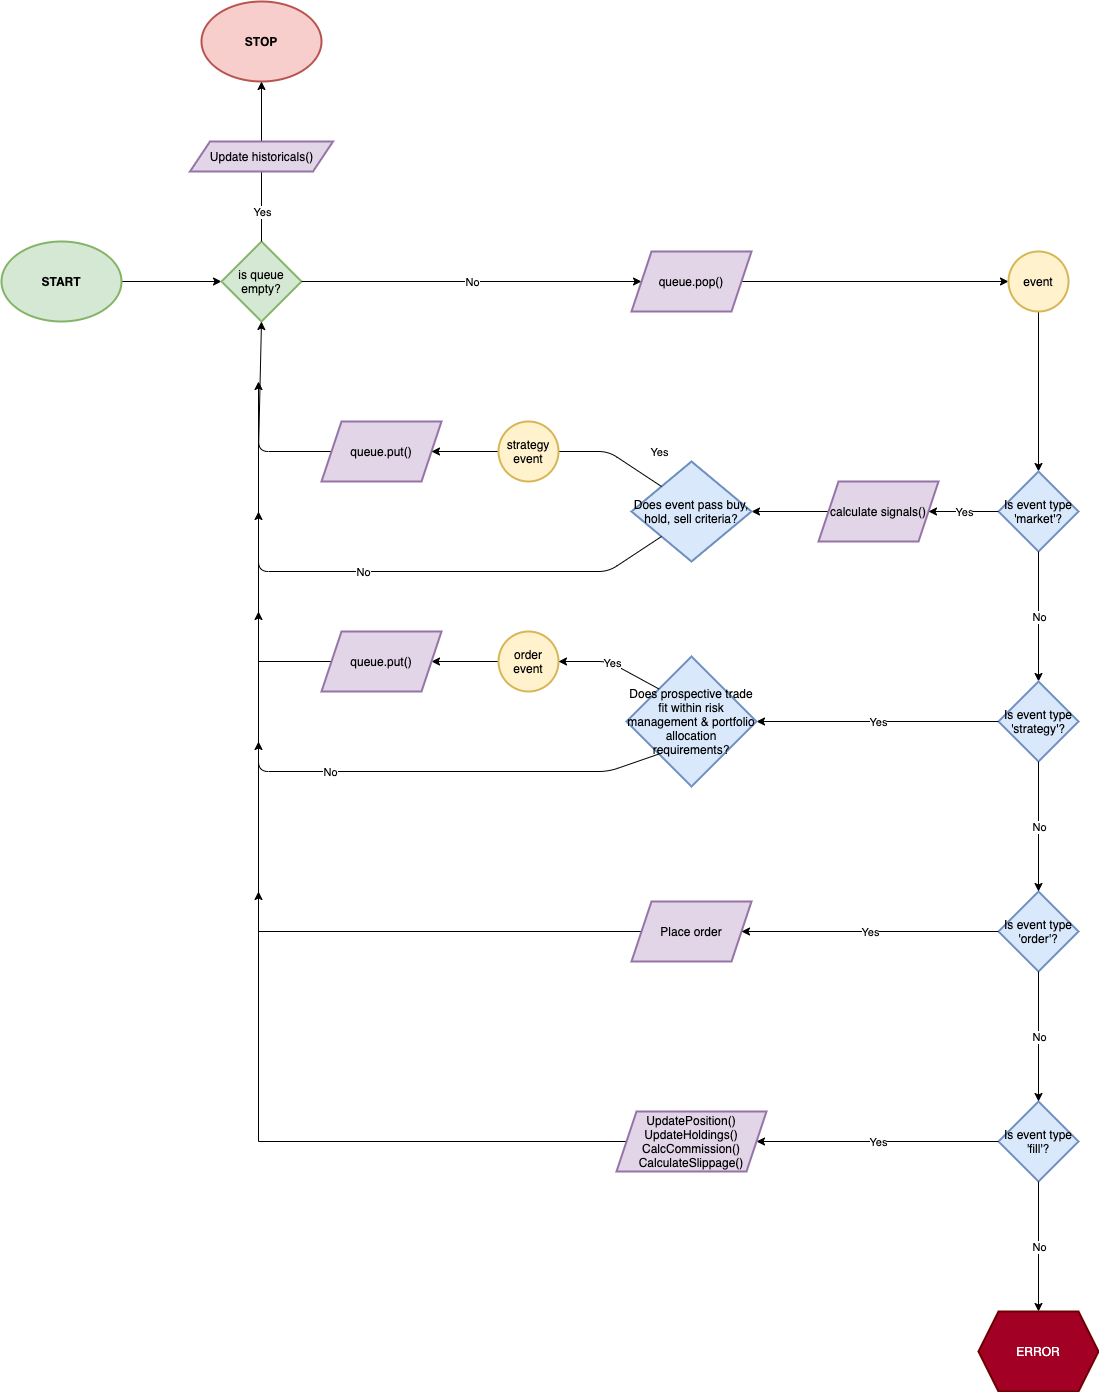 STOP
Update historicals()
Yes
START
is queue
empty?
No
queue.pop()
event
queue.put()
strategy
event
Yes
Does event pass buy,
hold, sell criteria?
calculate signals()
Yes
Is event type
'market'?
No
No
queue.put()
order
event
Yes
Does prospective trade
fit within risk
management & portfolio
allocation
requirements?
Yes
Is event type
'strategy'?
No
No
Place order
Yes
Is event type
'order'?
No
UpdatePosition()
UpdateHoldings()
CalcCommission()
CalculateSlippage()
Yes
Is event type
'fill'?
No
ERROR